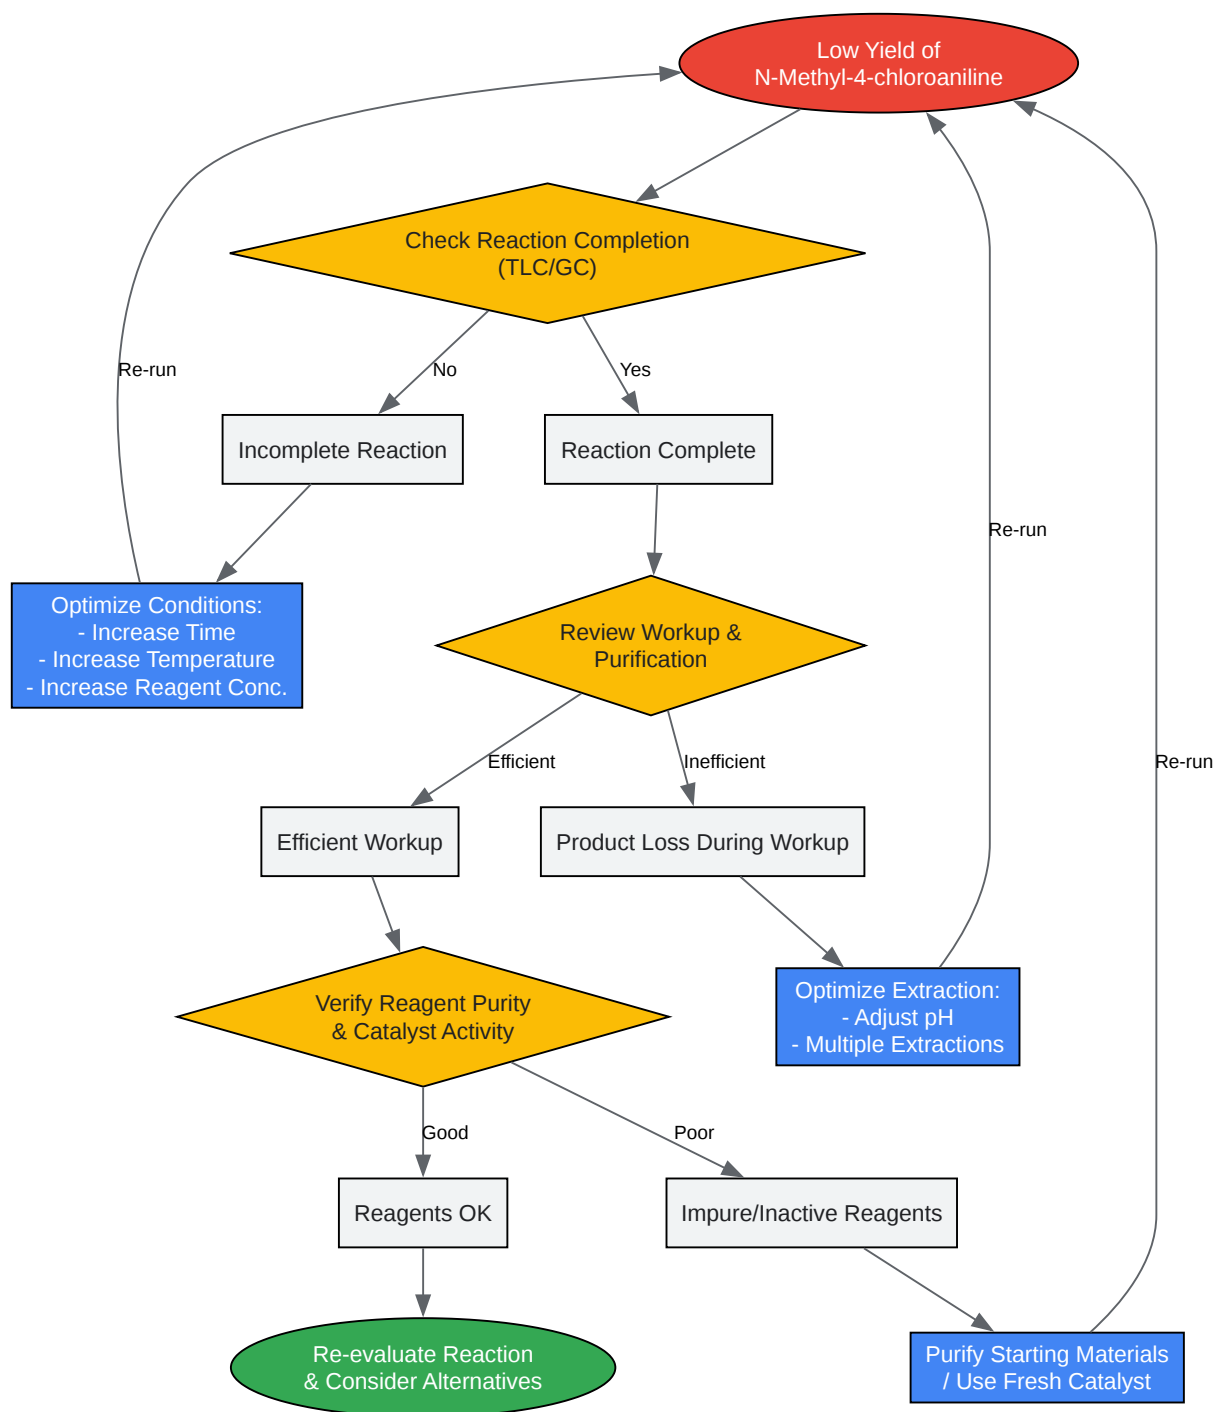 Low Yield of
N-Methyl-4-chloroaniline
Check Reaction Completion
(TLC/GC)
Re-run
No
Yes
Incomplete Reaction
Reaction Complete
Re-run
Optimize Conditions:
- Increase Time
- Increase Temperature
- Increase Reagent Conc.
Review Workup &
Purification
Efficient
Inefficient
Re-run
Efficient Workup
Product Loss During Workup
Verify Reagent Purity
& Catalyst Activity
Optimize Extraction:
- Adjust pH
- Multiple Extractions
Good
Poor
Reagents OK
Impure/Inactive Reagents
Re-evaluate Reaction
& Consider Alternatives
Purify Starting Materials
/ Use Fresh Catalyst